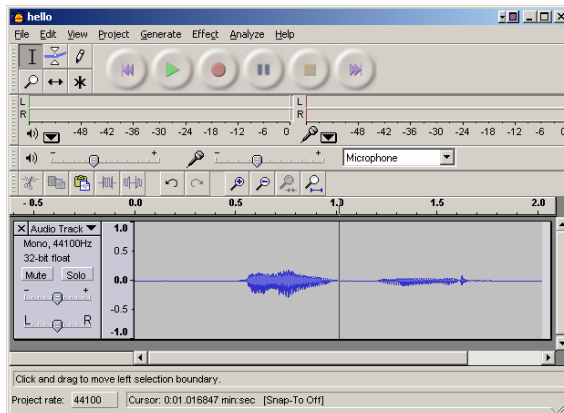 hello
File Edit View Project Generate Effect Analyze Help
L
R
L
R
-48 -42 -36 -30 -24 -18 -12 -6 0 -48 -42 -36 -30 -24 -18 -12 -6 0
- + - + Microphone
- 0.5 0.0 0.5 1.0 2.0
Audio Track 1.0
Mono, 44100Hz
32-bit float 0.5
Mute Solo
- + 0.0
-0.5
L R
-1.0
Click and drag to move left selection boundary.
Project rate: 44100 Cursor: 0:01.016847 min:sec [Snap-To Off]